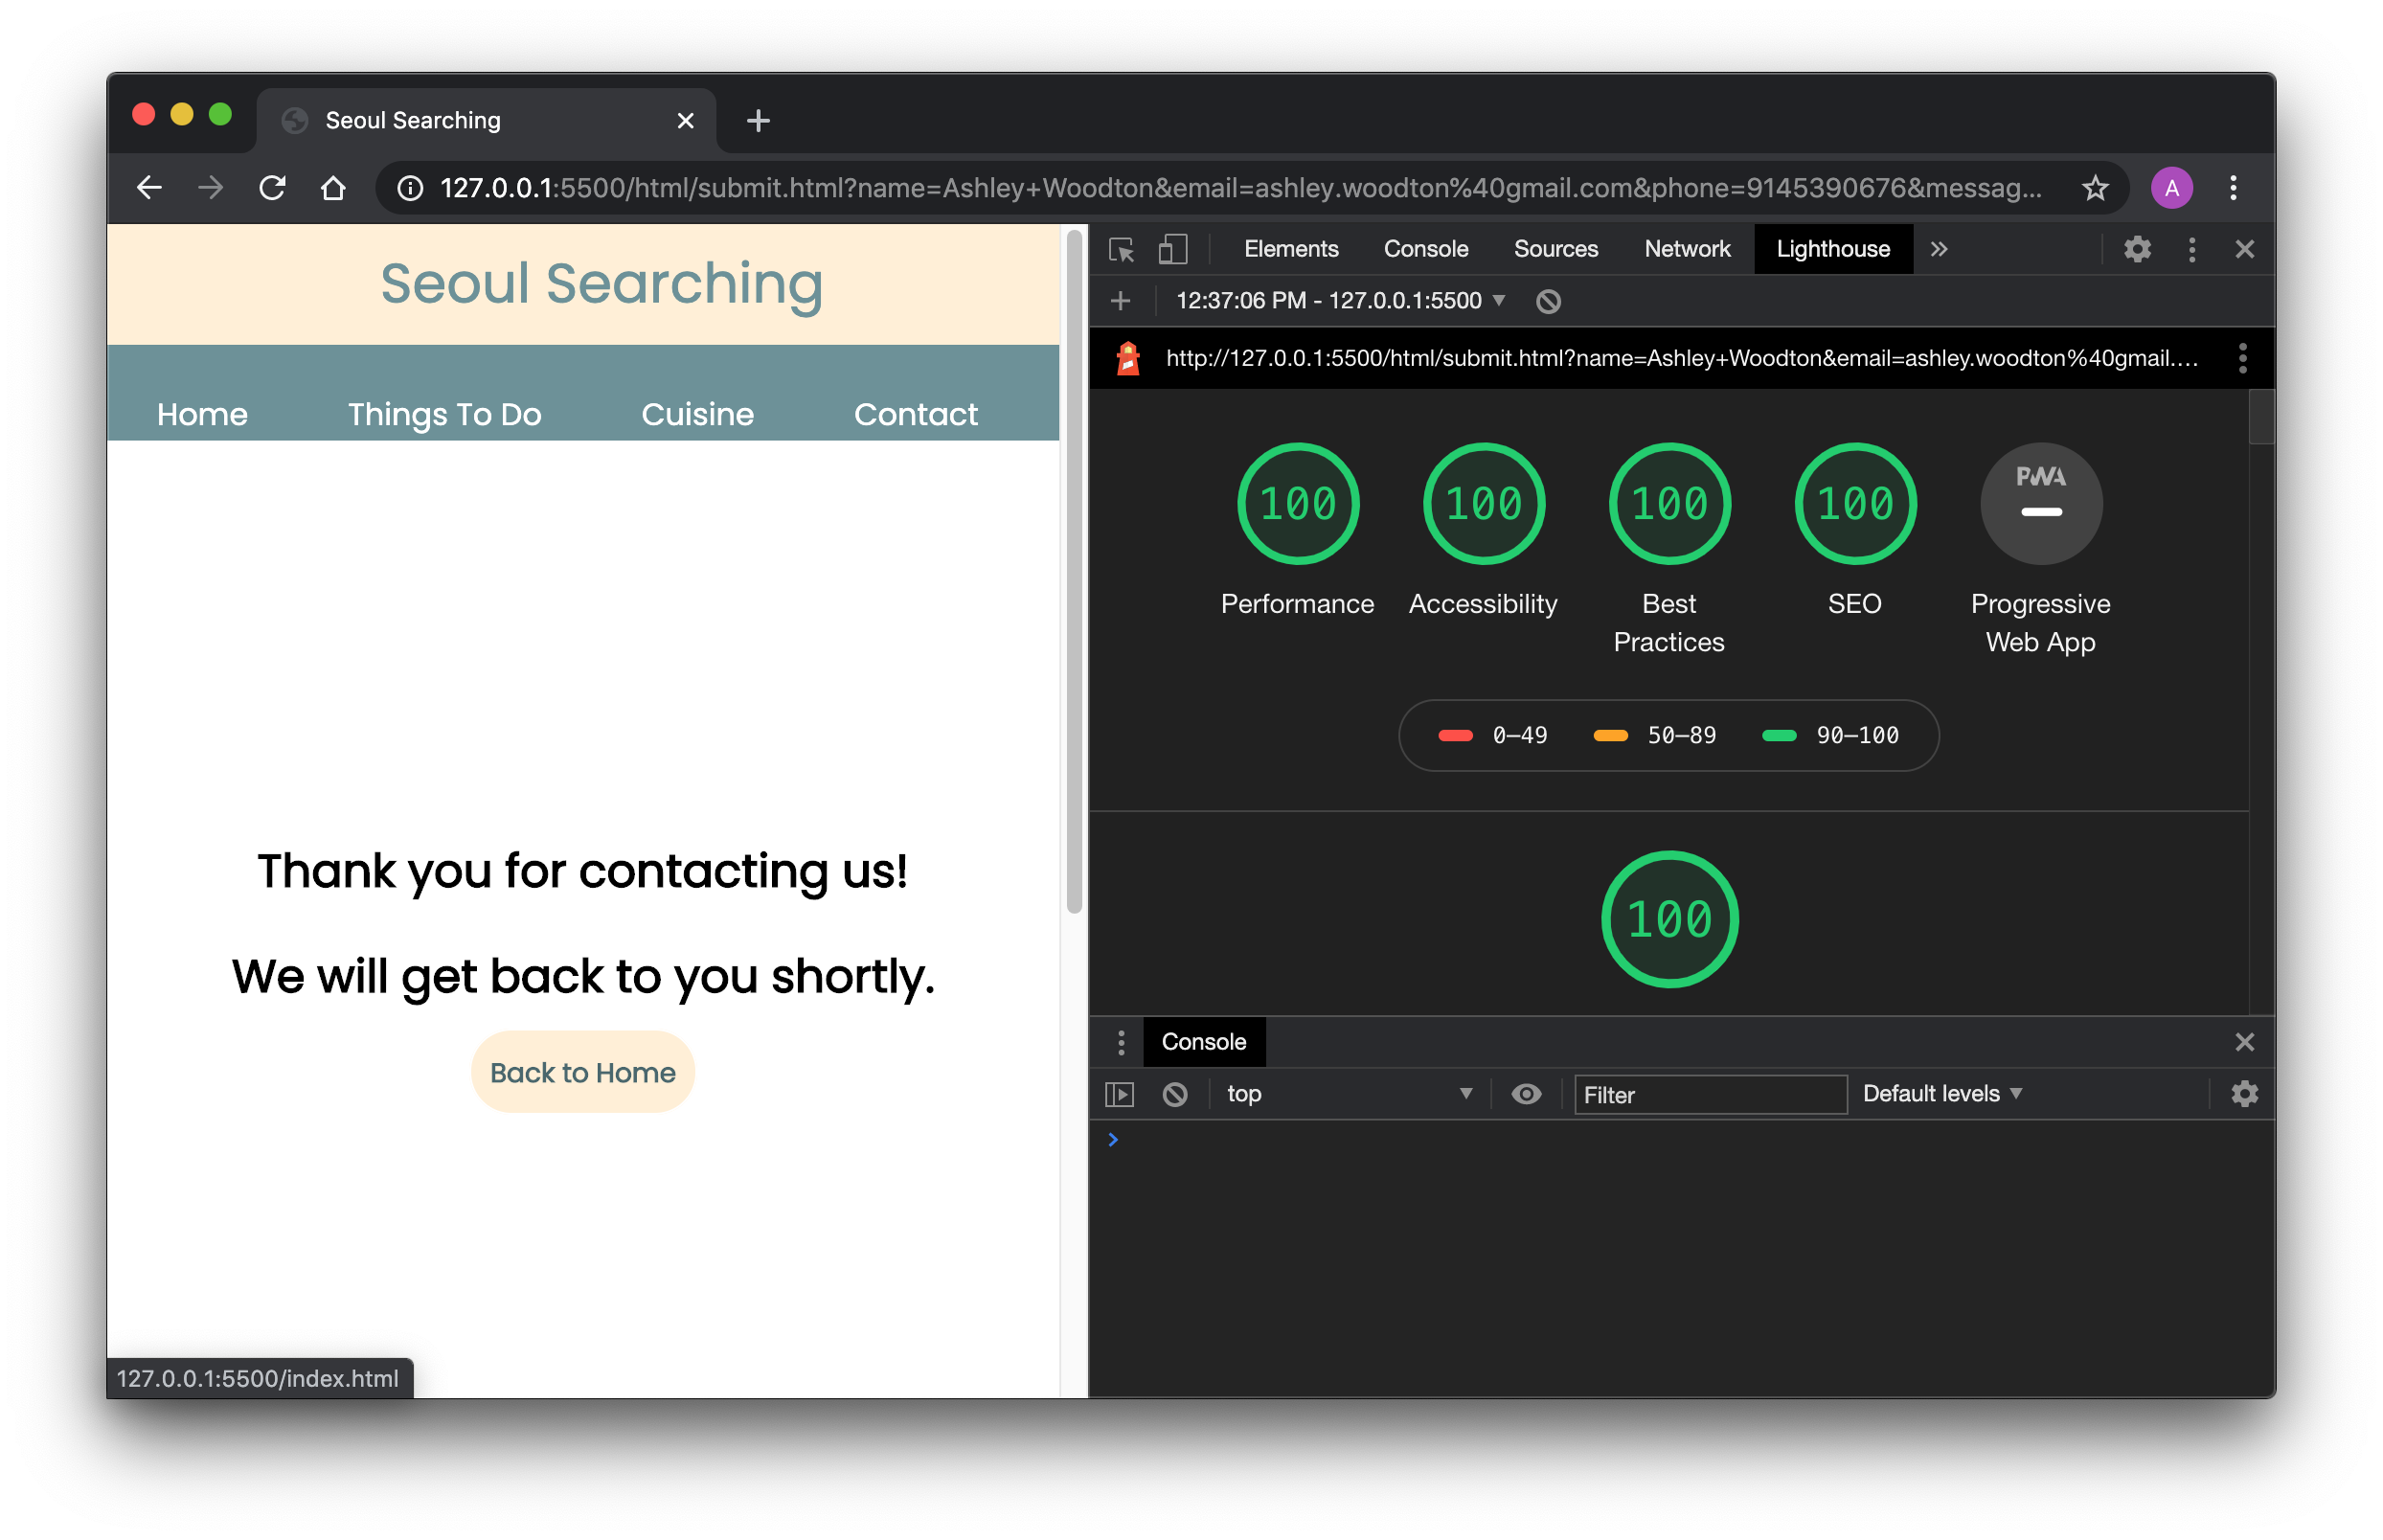 Seoul Searching
127.0.0.1:5500/html/submit.html?name=Ashley+Woodton&email=ashley.woodton%40gmail.com&phone=9145390676&messag...
A
Seoul Searching
Home Things To Do Cuisine Contact
Thank you for contacting us!
We will get back to you shortly.
Back to Home
127.0.0.1:5500/index.html
Elements Console Sources Network Lighthouse
12:37:06 PM - 127.0.0.1:5500
http://127.0.0.1:5500/html/submit.html?name=Ashley+Woodton&email=ashley.woodton%40gmail....
100 100 100 100 PWA
Performance Accessibility Best Practices SEO Progressive Web App
0–49 50–89 90–100
100
Console
top Filter Default levels